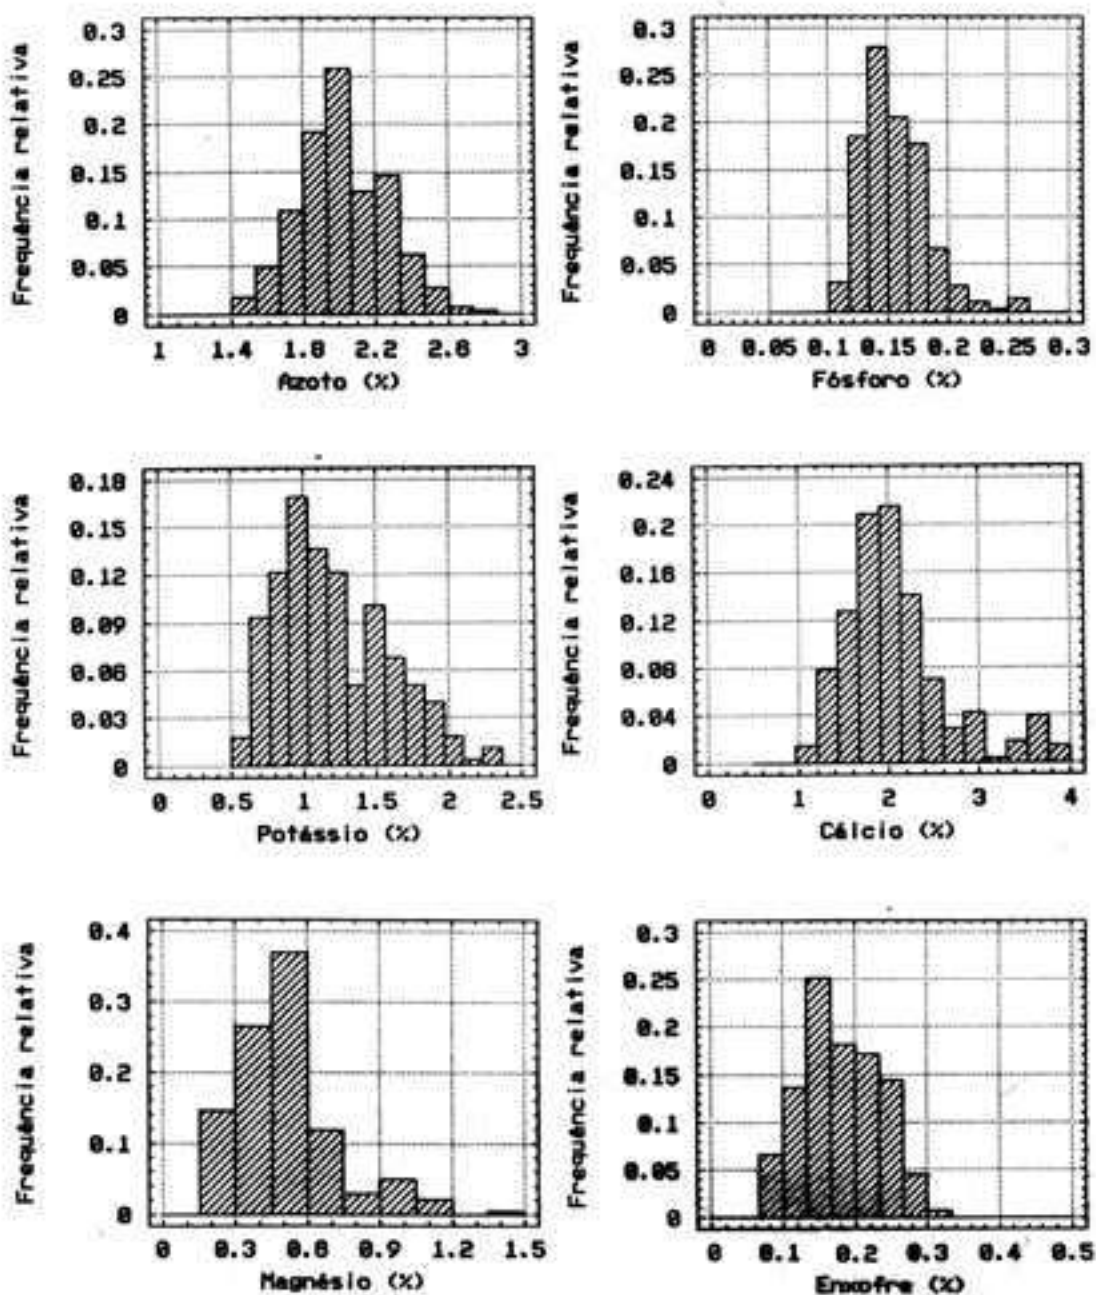 Frequência relativa
0.3
0.25
0.2
0.15
0.1
0.05
0
1 1.4 1.8 2.2 2.6 3
Azoto (%)
Frequência relativa
0.3
0.25
0.2
0.15
0.1
0.05
0
0 0.05 0.1 0.15 0.2 0.25 0.3
Fósforo (%)
Frequência relativa
0.18
0.15
0.12
0.09
0.06
0.03
0
0 0.5 1 1.5 2 2.5
Potássio (%)
Frequência relativa
0.24
0.2
0.16
0.12
0.08
0.04
0
0 1 2 3 4
Cálcio (%)
Frequência relativa
0.4
0.3
0.2
0.1
0
0 0.3 0.6 0.9 1.2 1.5
Magnésio (%)
Frequência relativa
0.3
0.25
0.2
0.15
0.1
0.05
0
0 0.1 0.2 0.3 0.4 0.5
Enxofre (%)